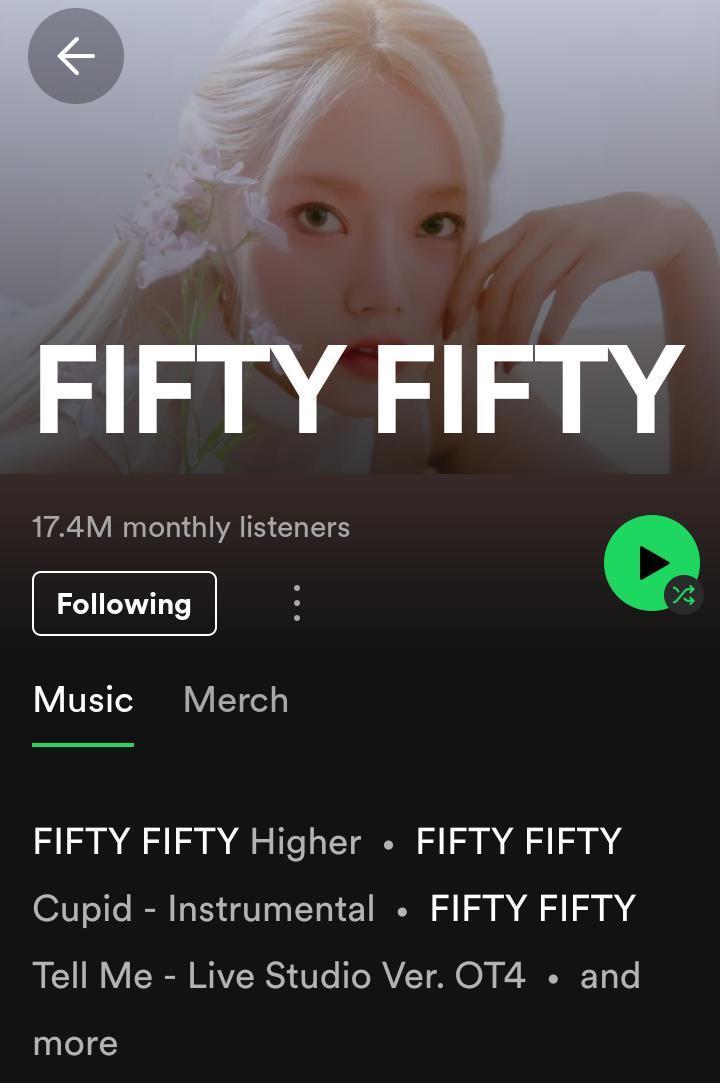 FIFTY FIFTY
17.4M monthly listeners
Following
Music Merch
FIFTY FIFTY Higher • FIFTY FIFTY
Cupid - Instrumental • FIFTY FIFTY
Tell Me - Live Studio Ver. OT4 • and
more